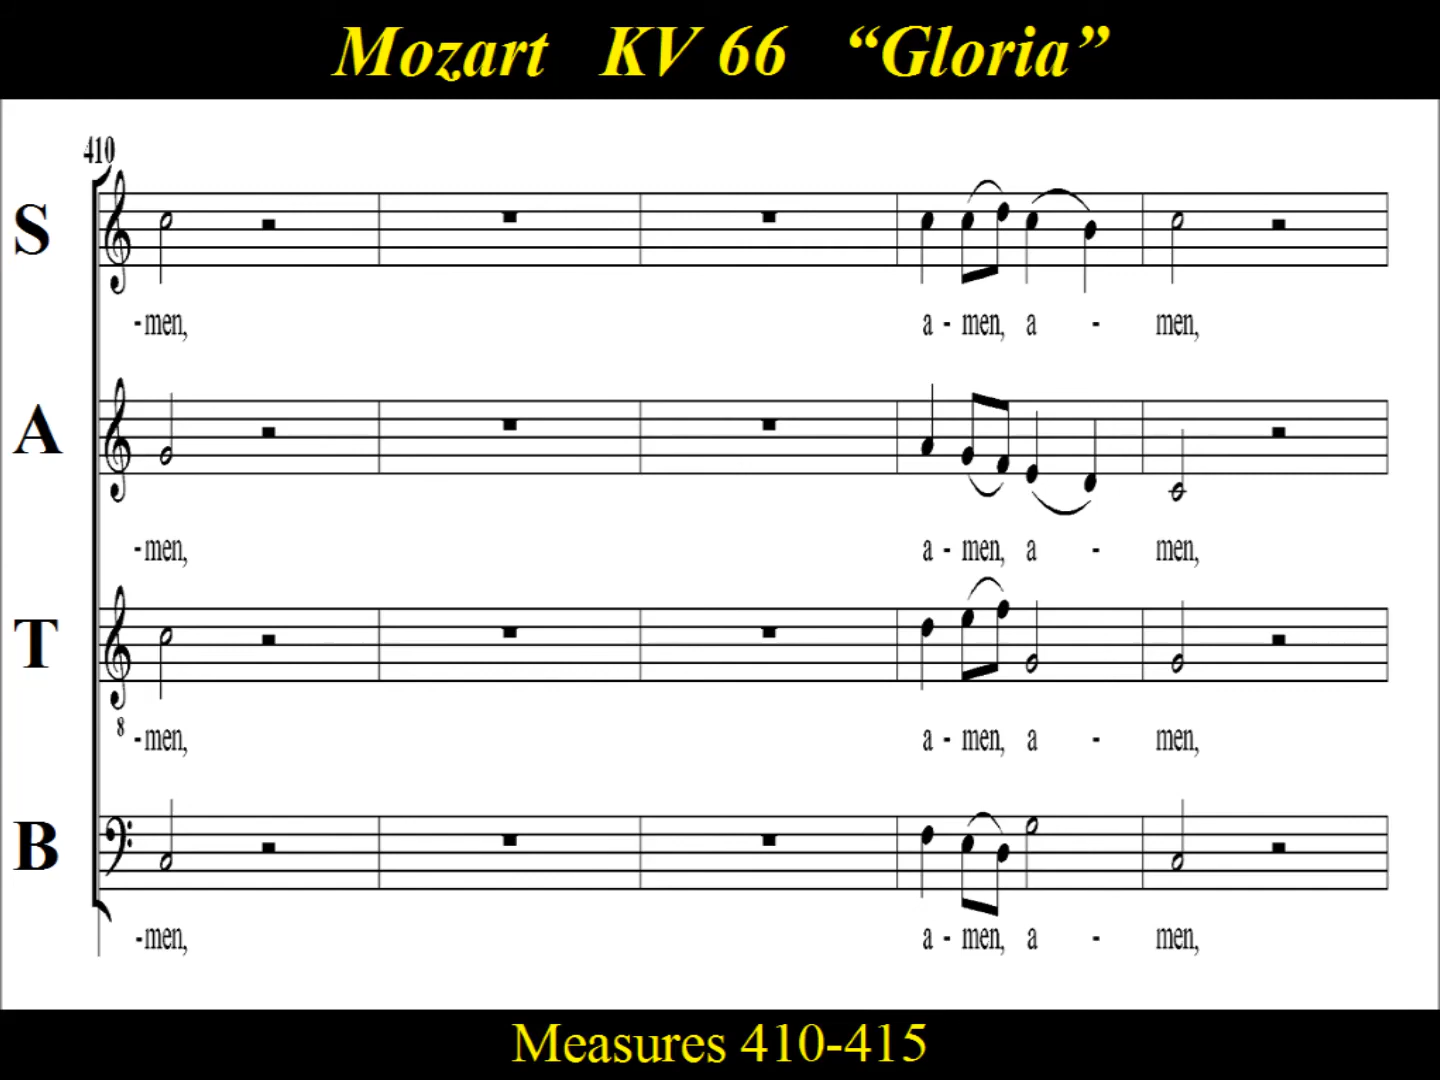 Mozart KV 66 “Gloria”
410
S
-men, a - men, a - men,
A
-men, a - men, a - men,
T
8 -men, a - men, a - men,
B
-men, a - men, a - men,
Measures 410-415